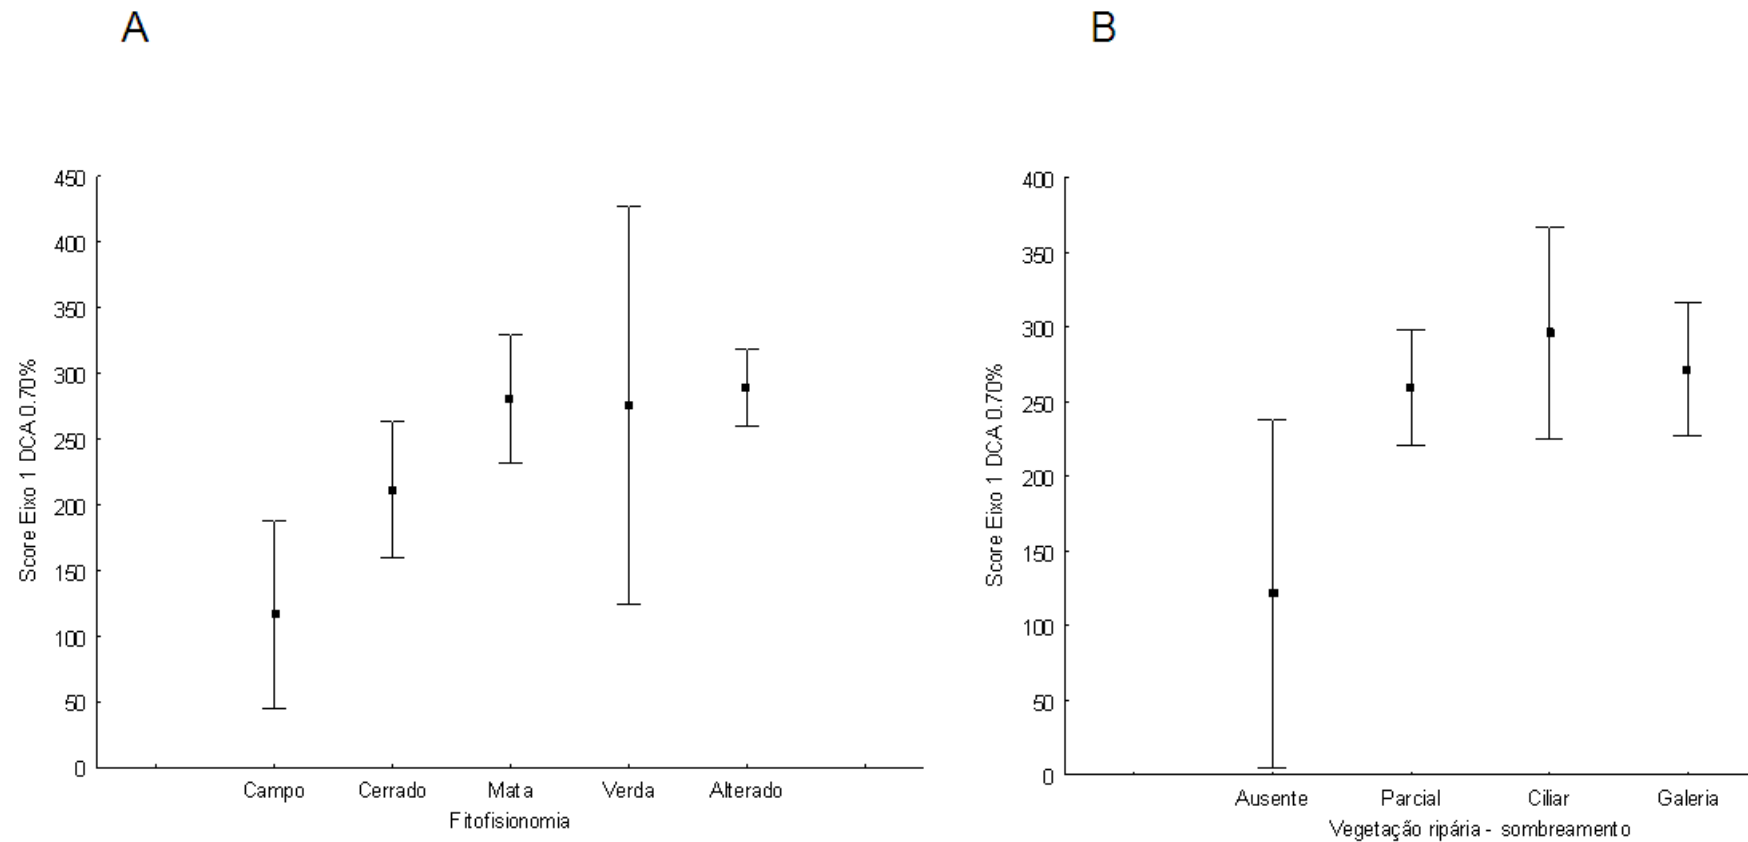 A
B
450
400
350
300
250
200
150
100
50
0
Score Eixo 1 DCA 0.70%
Campo
Cerrado
Mata
Verda
Alterado
Fitofisionomia
400
350
300
250
200
150
100
50
0
Score Eixo 1 DCA 0.70%
Ausente
Parcial
Ciliar
Galeria
Vegetação ripária - sombreamento